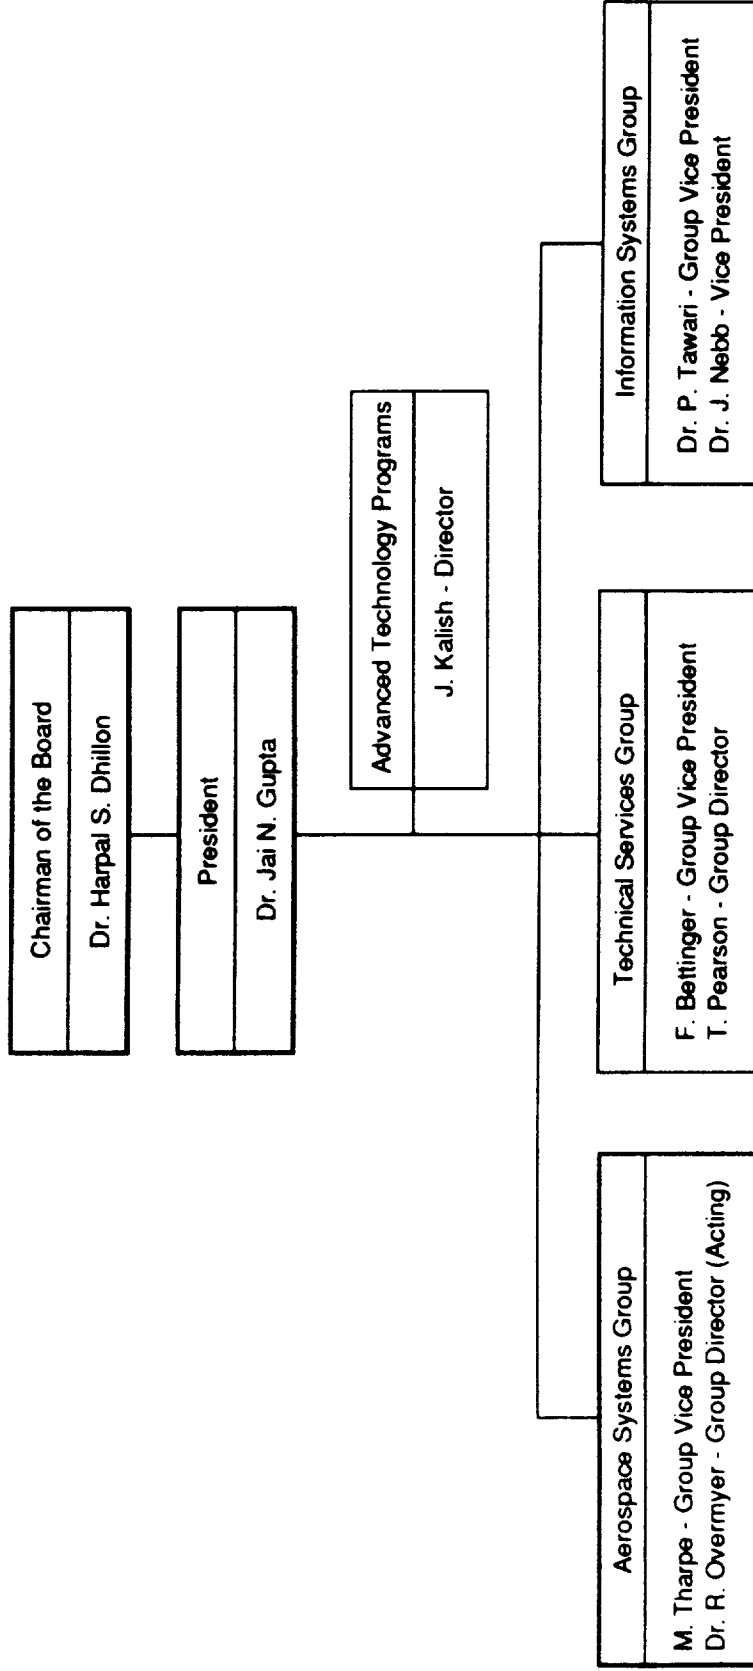 Chairman of the Board
Dr. Harpal S. Dhillon
President
Dr. Jai N. Gupta
Advanced Technology Programs
J. Kalish - Director
Aerospace Systems Group
M. Tharpe - Group Vice President
Dr. R. Overmyer - Group Director (Acting)
Technical Services Group
F. Bettinger - Group Vice President
T. Pearson - Group Director
Information Systems Group
Dr. P. Tawari - Group Vice President
Dr. J. Nebb - Vice President